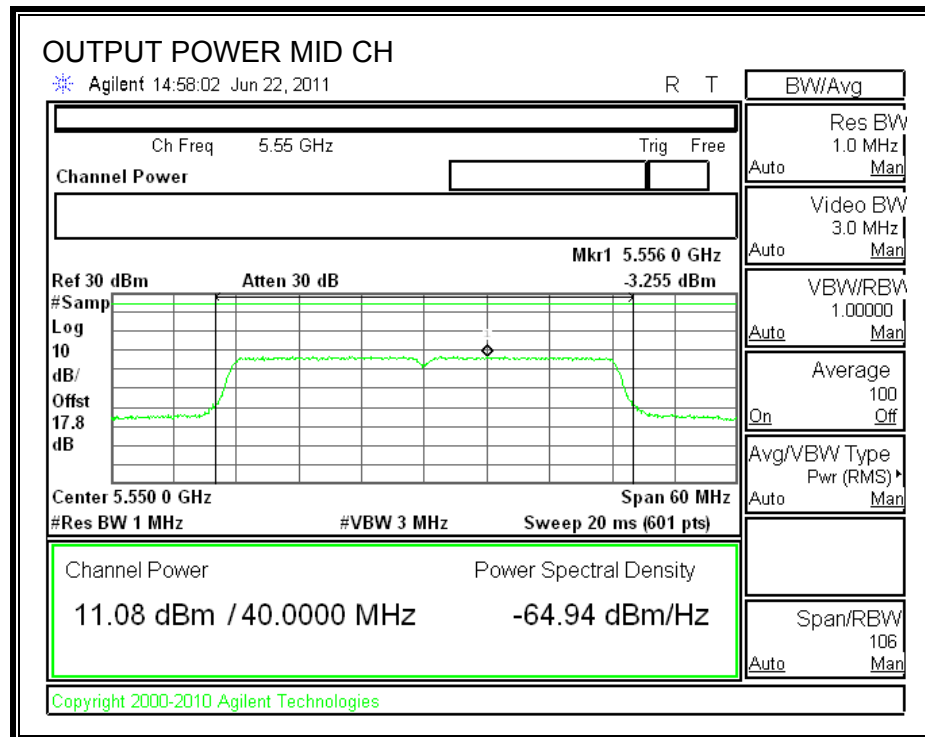 OUTPUT POWER MID CH
Agilent 14:58:02 Jun 22, 2011 R T
Ch Freq 5.55 GHz Trig Free
Channel Power
Mkr1 5.556 0 GHz
Ref 30 dBm Atten 30 dB -3.255 dBm
#Samp
Log
10
dB/
Offst
17.8
dB
1
Center 5.550 0 GHz Span 60 MHz
#Res BW 1 MHz #VBW 3 MHz Sweep 20 ms (601 pts)
Channel Power Power Spectral Density
11.08 dBm / 40.0000 MHz -64.94 dBm/Hz
Copyright 2000-2010 Agilent Technologies
BW/Avg
Res BW
1.0 MHz
Auto Man
Video BW
3.0 MHz
Auto Man
VBW/RBW
1.00000
Auto Man
Average
100
On Off
Avg/VBW Type
Pwr (RMS)
Auto Man
Span/RBW
106
Auto Man